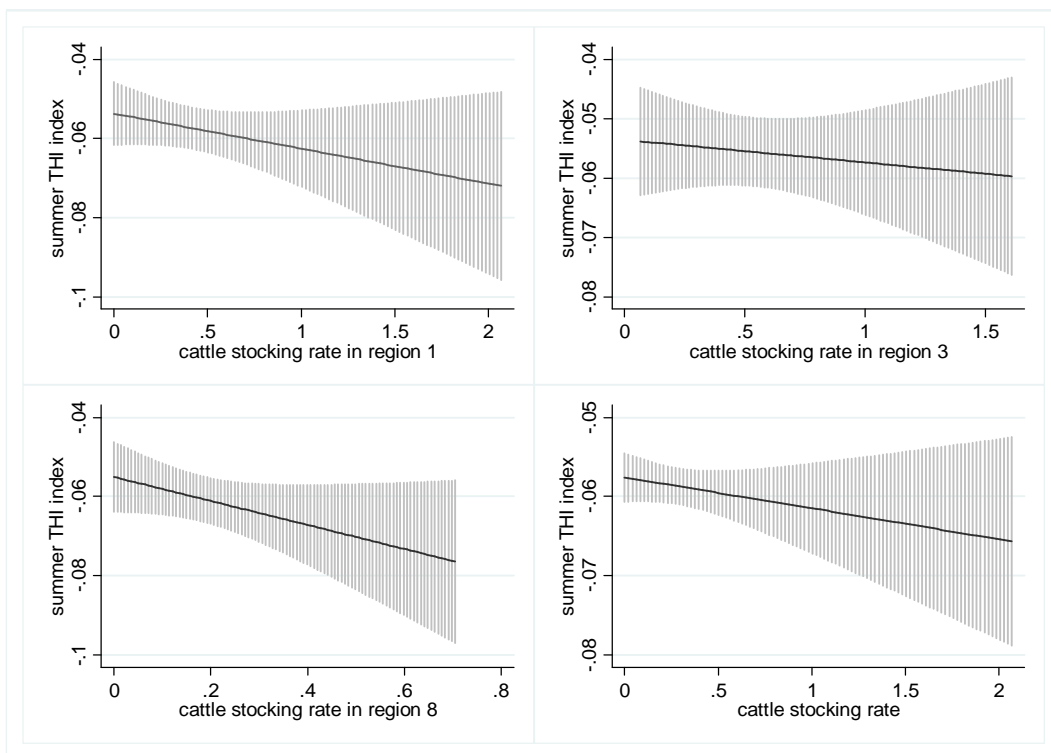 summer THI index
-.04
-.06
-.08
-.1
0 .5 1 1.5 2
cattle stocking rate in region 1
summer THI index
-.04
-.05
-.06
-.07
-.08
0 .5 1 1.5
cattle stocking rate in region 3
summer THI index
-.04
-.06
-.08
-.1
0 .2 .4 .6 .8
cattle stocking rate in region 8
summer THI index
-.05
-.06
-.07
-.08
0 .5 1 1.5 2
cattle stocking rate